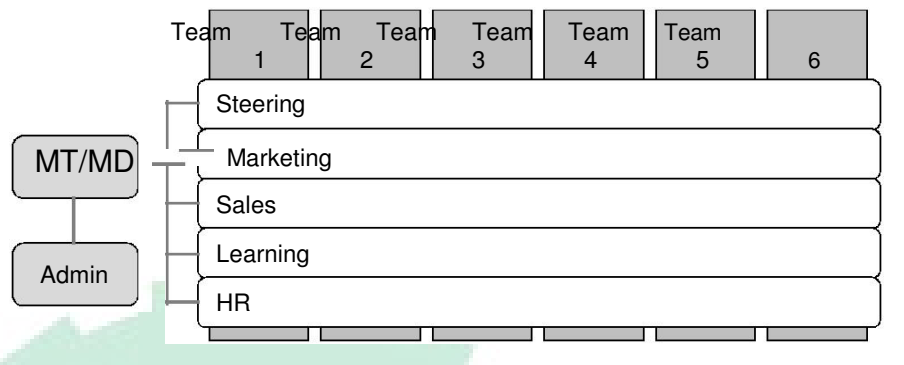 Team Team Team Team Team Team
1 2 3 4 5 6
Steering
MT/MD
Marketing
Sales
Learning
Admin
HR